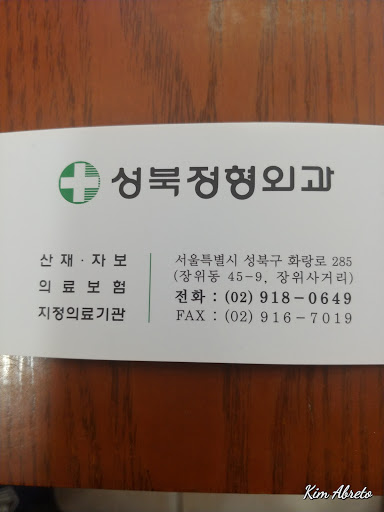 성북정형외과
산재·자보
의료보험
지정의료기관
서울특별시 성북구 화랑로 285
(장위동 45-9, 장위사거리)
전화 : (02) 918-0649
FAX : (02) 916-7019
Kim Abreto